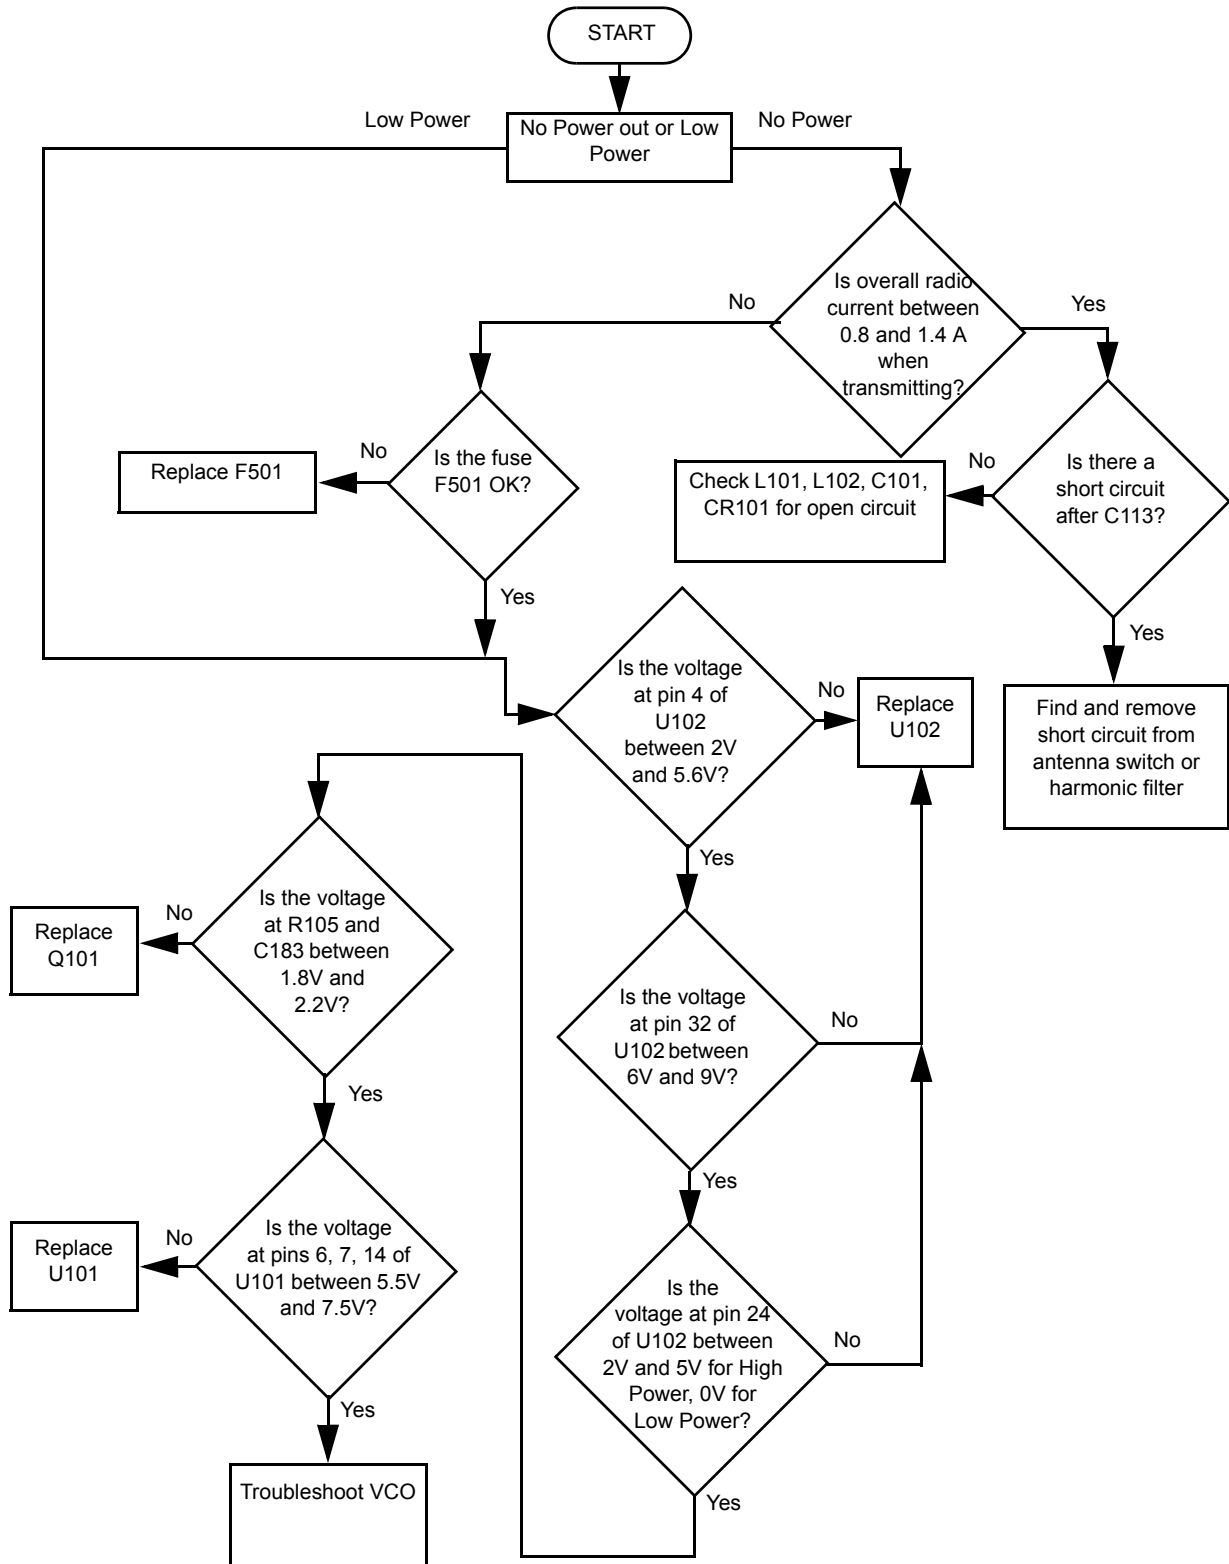 START
Low Power
No Power out or Low
Power
No Power
Is overall radio
current between
0.8 and 1.4 A
when
transmitting?
No
Yes
Is the fuse
F501 OK?
No
Replace F501
Yes
Is there a
short circuit
after C113?
No
Check L101, L102, C101,
CR101 for open circuit
Yes
Find and remove
short circuit from
antenna switch or
harmonic filter
Is the voltage
at pin 4 of
U102
between 2V
and 5.6V?
No
Replace
U102
Yes
Is the voltage
at pin 32 of
U102 between
6V and 9V?
No
Yes
Is the
voltage at pin 24
of U102 between
2V and 5V for High
Power, 0V for
Low Power?
No
Yes
Is the voltage
at R105 and
C183 between
1.8V and
2.2V?
No
Replace
Q101
Yes
Is the voltage
at pins 6, 7, 14 of
U101 between 5.5V
and 7.5V?
No
Replace
U101
Yes
Troubleshoot VCO